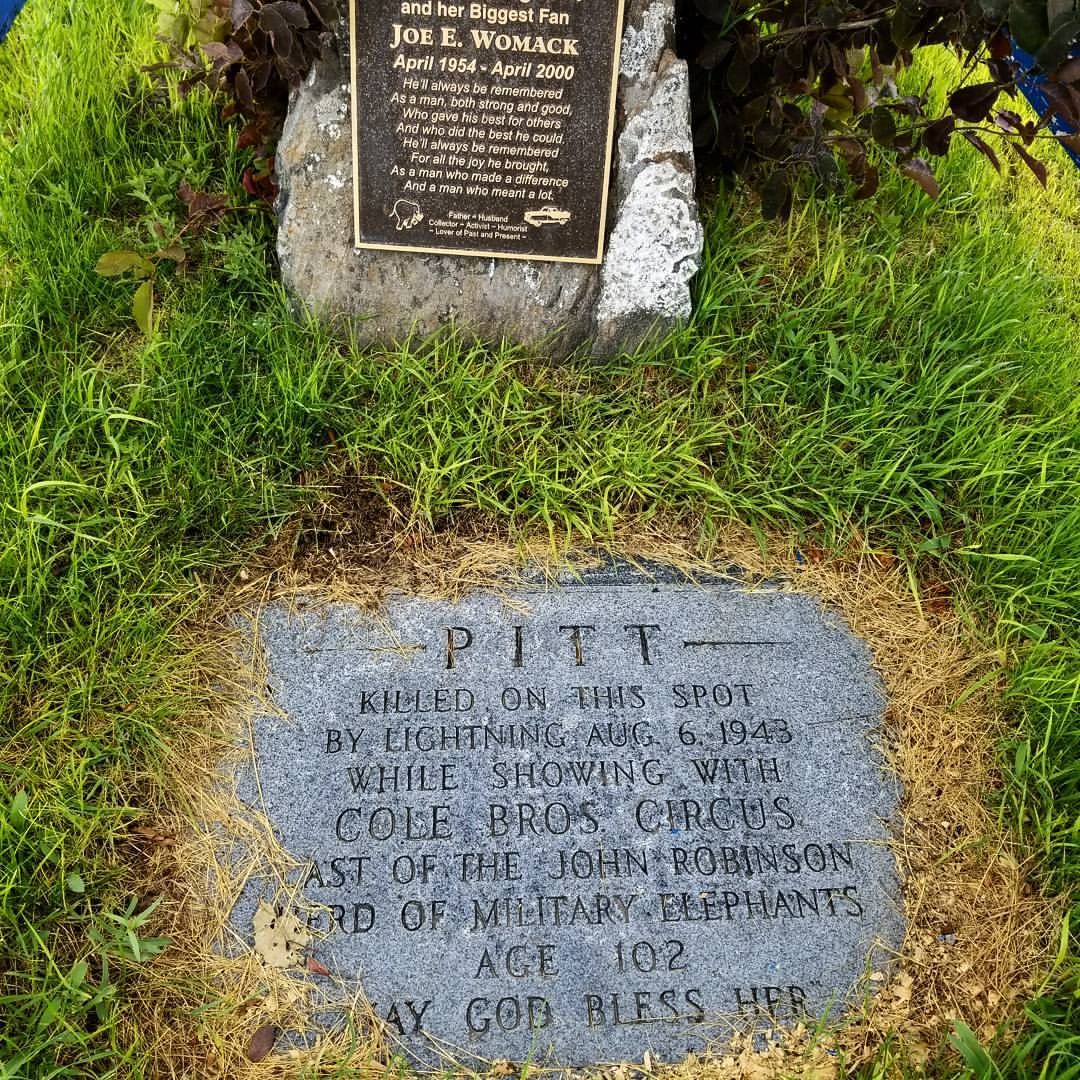 and her Biggest Fan
JOE E. WOMACK
April 1954 - April 2000
He'll always be remembered
As a man, both strong and good,
Who gave his best for others
And who did the best he could.
He'll always be remembered
For all the joy he brought,
As a man who made a difference
And a man who meant a lot.
Father ~ Husband
Collector ~ Activist ~ Humorist
~ Lover of Past and Present ~
PITT
KILLED ON THIS SPOT
BY LIGHTNING AUG. 6, 1943
WHILE SHOWING WITH
COLE BROS. CIRCUS.
AST OF THE JOHN ROBINSON
ERD OF MILITARY ELEPHANTS
AGE 102
AY GOD BLESS HER"